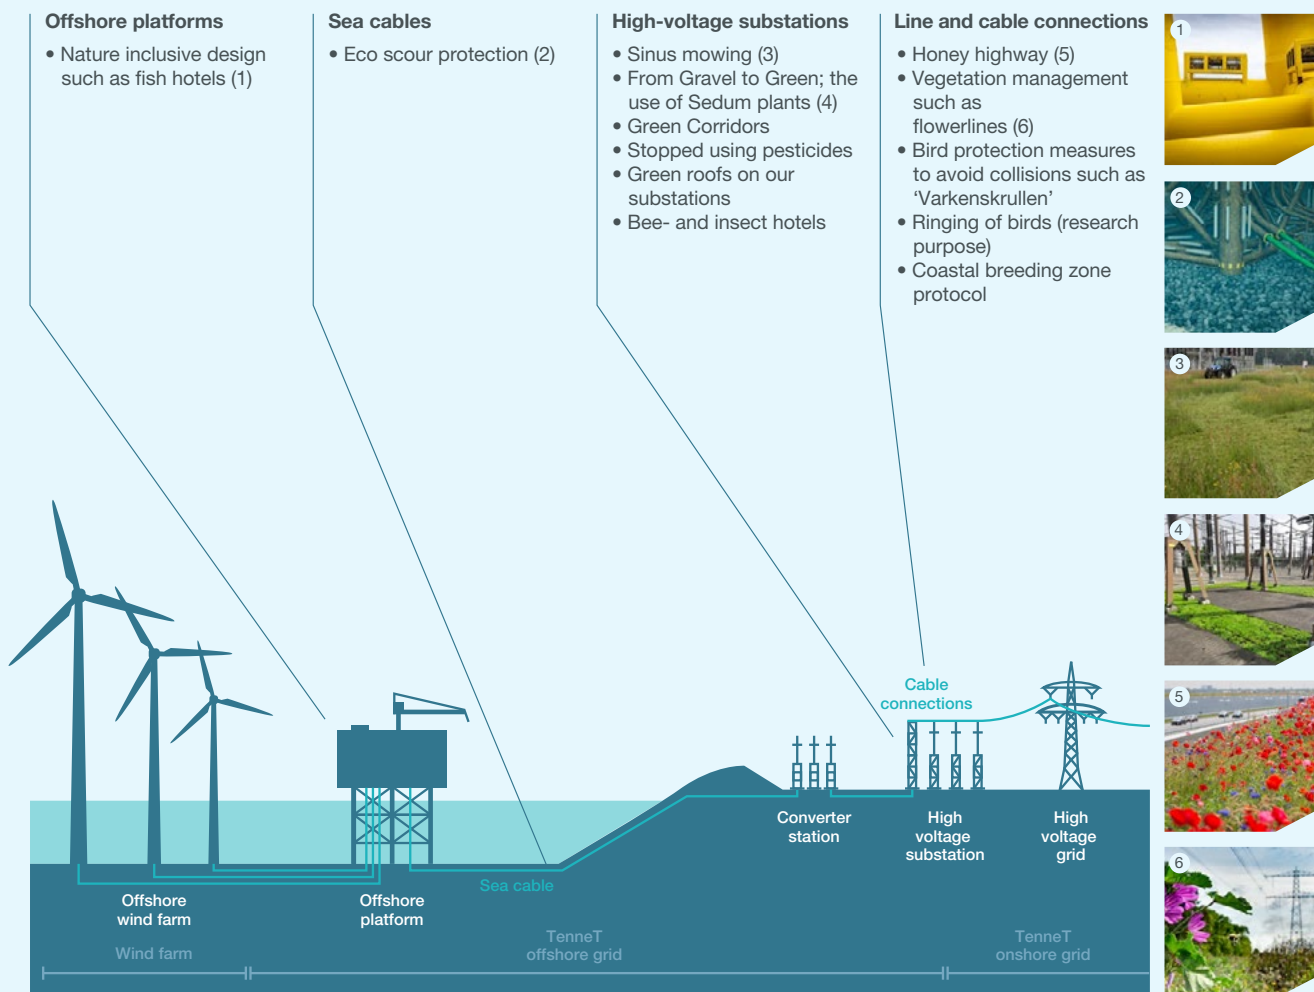 Offshore platforms
• Nature inclusive design
such as fish hotels (1)
Sea cables
• Eco scour protection (2)
High-voltage substations
• Sinus mowing (3)
• From Gravel to Green; the
use of Sedum plants (4)
• Green Corridors
• Stopped using pesticides
• Green roofs on our
substations
• Bee- and insect hotels
Line and cable connections
• Honey highway (5)
• Vegetation management
such as
flowerlines (6)
• Bird protection measures
to avoid collisions such as
‘Varkenskrullen’
• Ringing of birds (research
purpose)
• Coastal breeding zone
protocol
1
2
3
4
5
6
Cable
connections
Converter
station
High
voltage
substation
High
voltage
grid
Sea cable
Offshore
wind farm
Offshore
platform
Wind farm
TenneT
offshore grid
TenneT
onshore grid